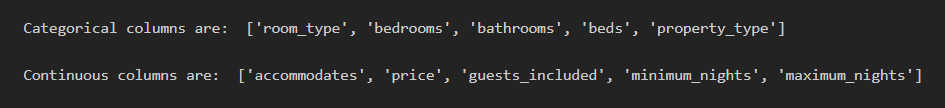 Categorical columns are:  ['room_type', 'bedrooms', 'bathrooms', 'beds', 'property_type']
Continuous columns are:  ['accommodates', 'price', 'guests_included', 'minimum_nights', 'maximum_nights']